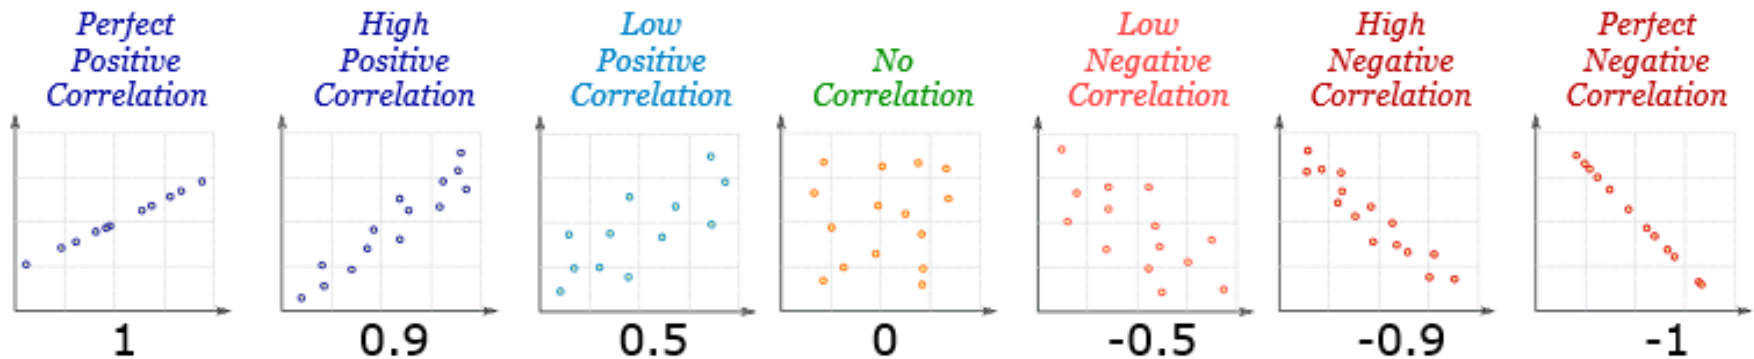 Perfect
Positive
Correlation
High
Positive
Correlation
Low
Positive
Correlation
No
Correlation
Low
Negative
Correlation
High
Negative
Correlation
Perfect
Negative
Correlation
1
0.9
0.5
0
-0.5
-0.9
-1